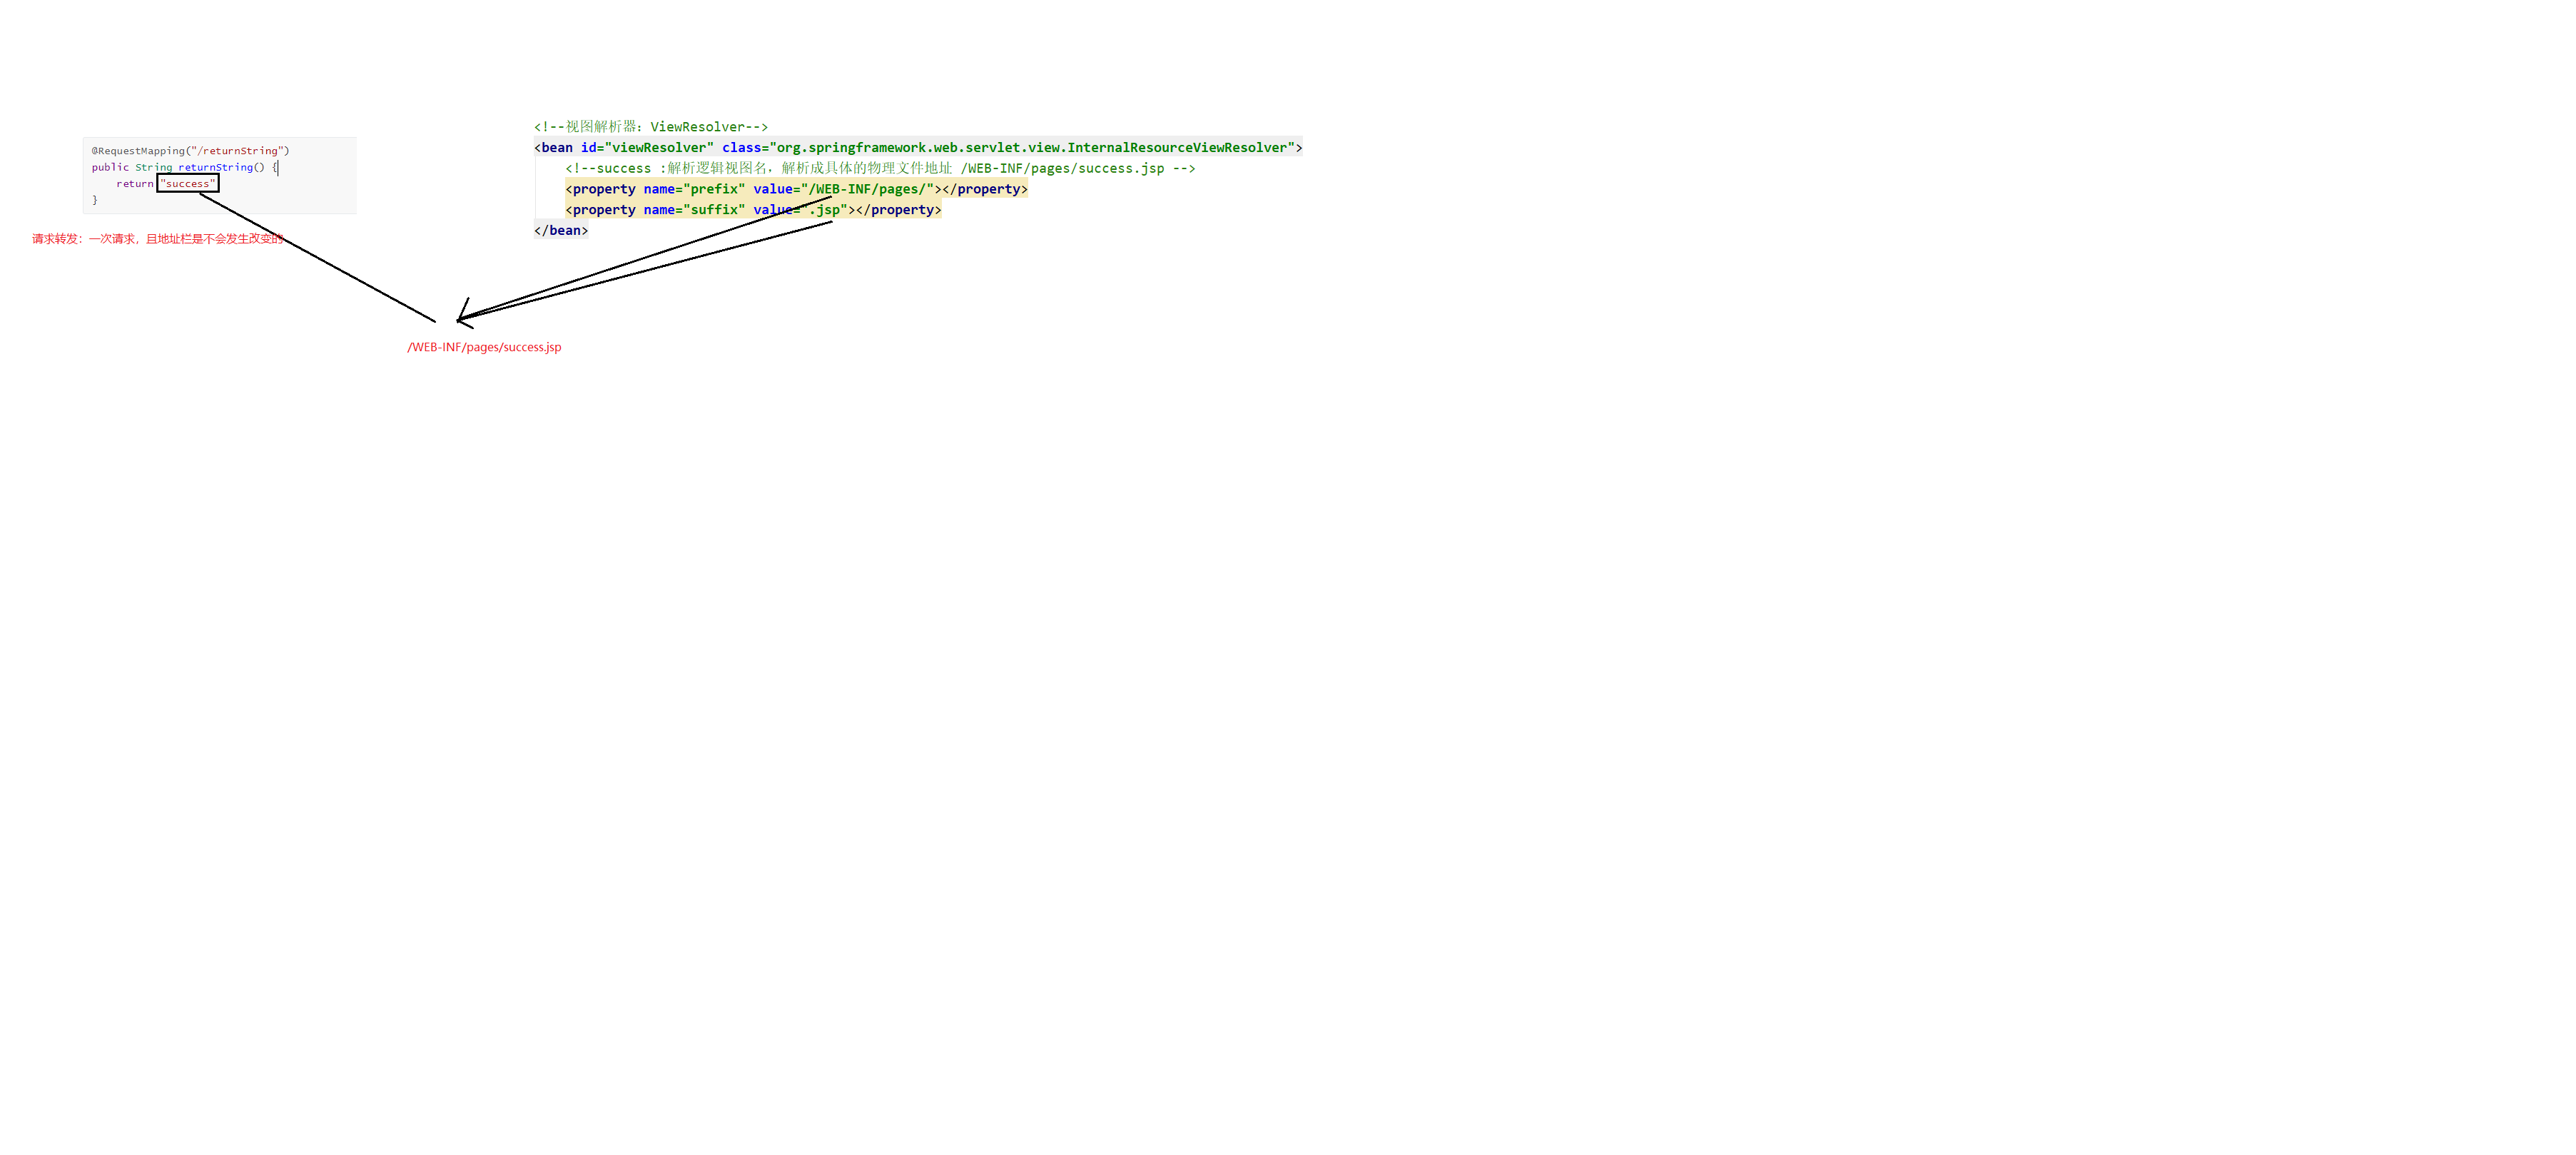 @RequestMapping("/returnString")
public String returnString() {
return "success"
}
请求转发：一次请求，且地址栏是不会发生改变的
<!--视图解析器：ViewResolver-->
<bean id="viewResolver" class="org.springframework.web.servlet.view.InternalResourceViewResolver">
<!--success :解析逻辑视图名，解析成具体的物理文件地址 /WEB-INF/pages/success.jsp -->
<property name="prefix" value="/WEB-INF/pages/"></property>
<property name="suffix" value=".jsp"></property>
</bean>
/WEB-INF/pages/success.jsp